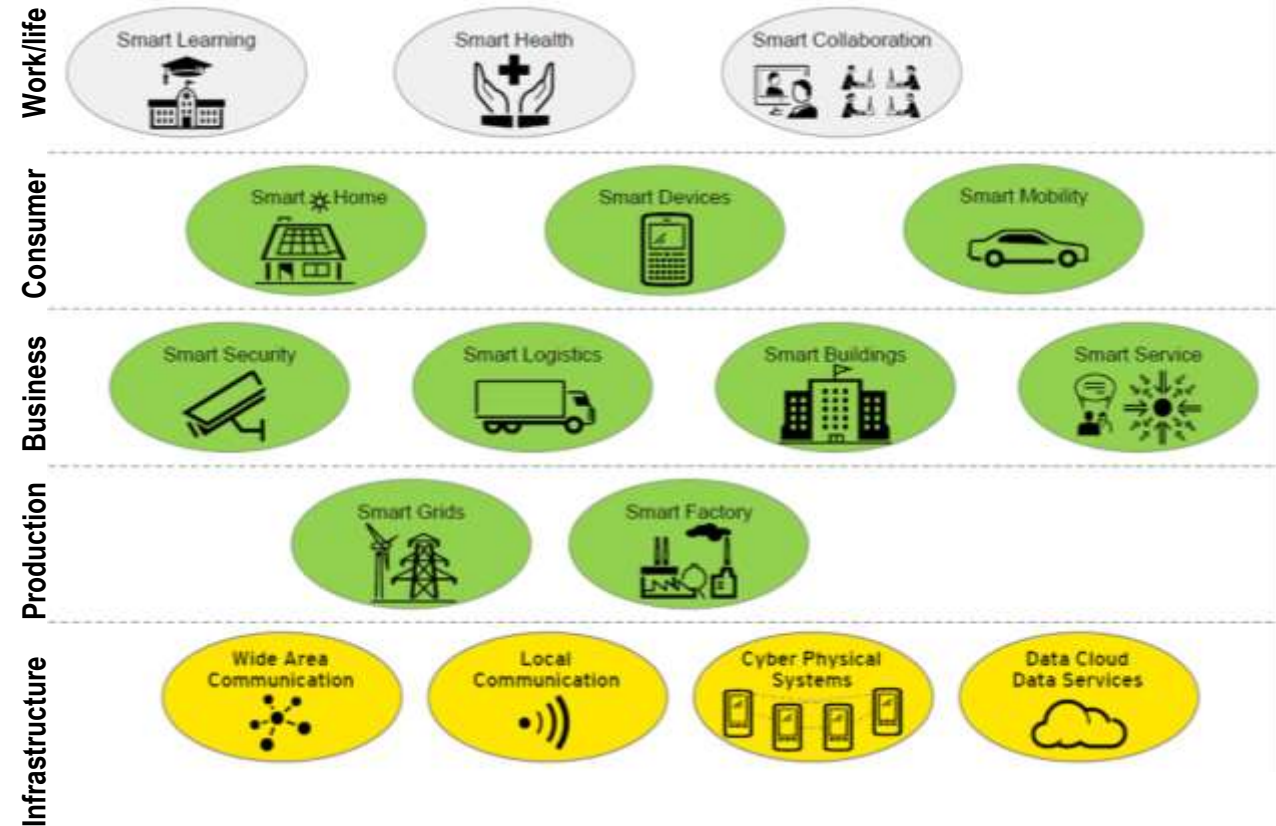 Work/life
Smart Learning
Smart Health
Smart Collaboration
Consumer
Smart Home
Smart Devices
Smart Mobility
Business
Smart Security
Smart Logistics
Smart Buildings
Smart Service
Production
Smart Grids
Smart Factory
Infrastructure
Wide Area
Communication
Local
Communication
Cyber Physical
Systems
Data Cloud
Data Services